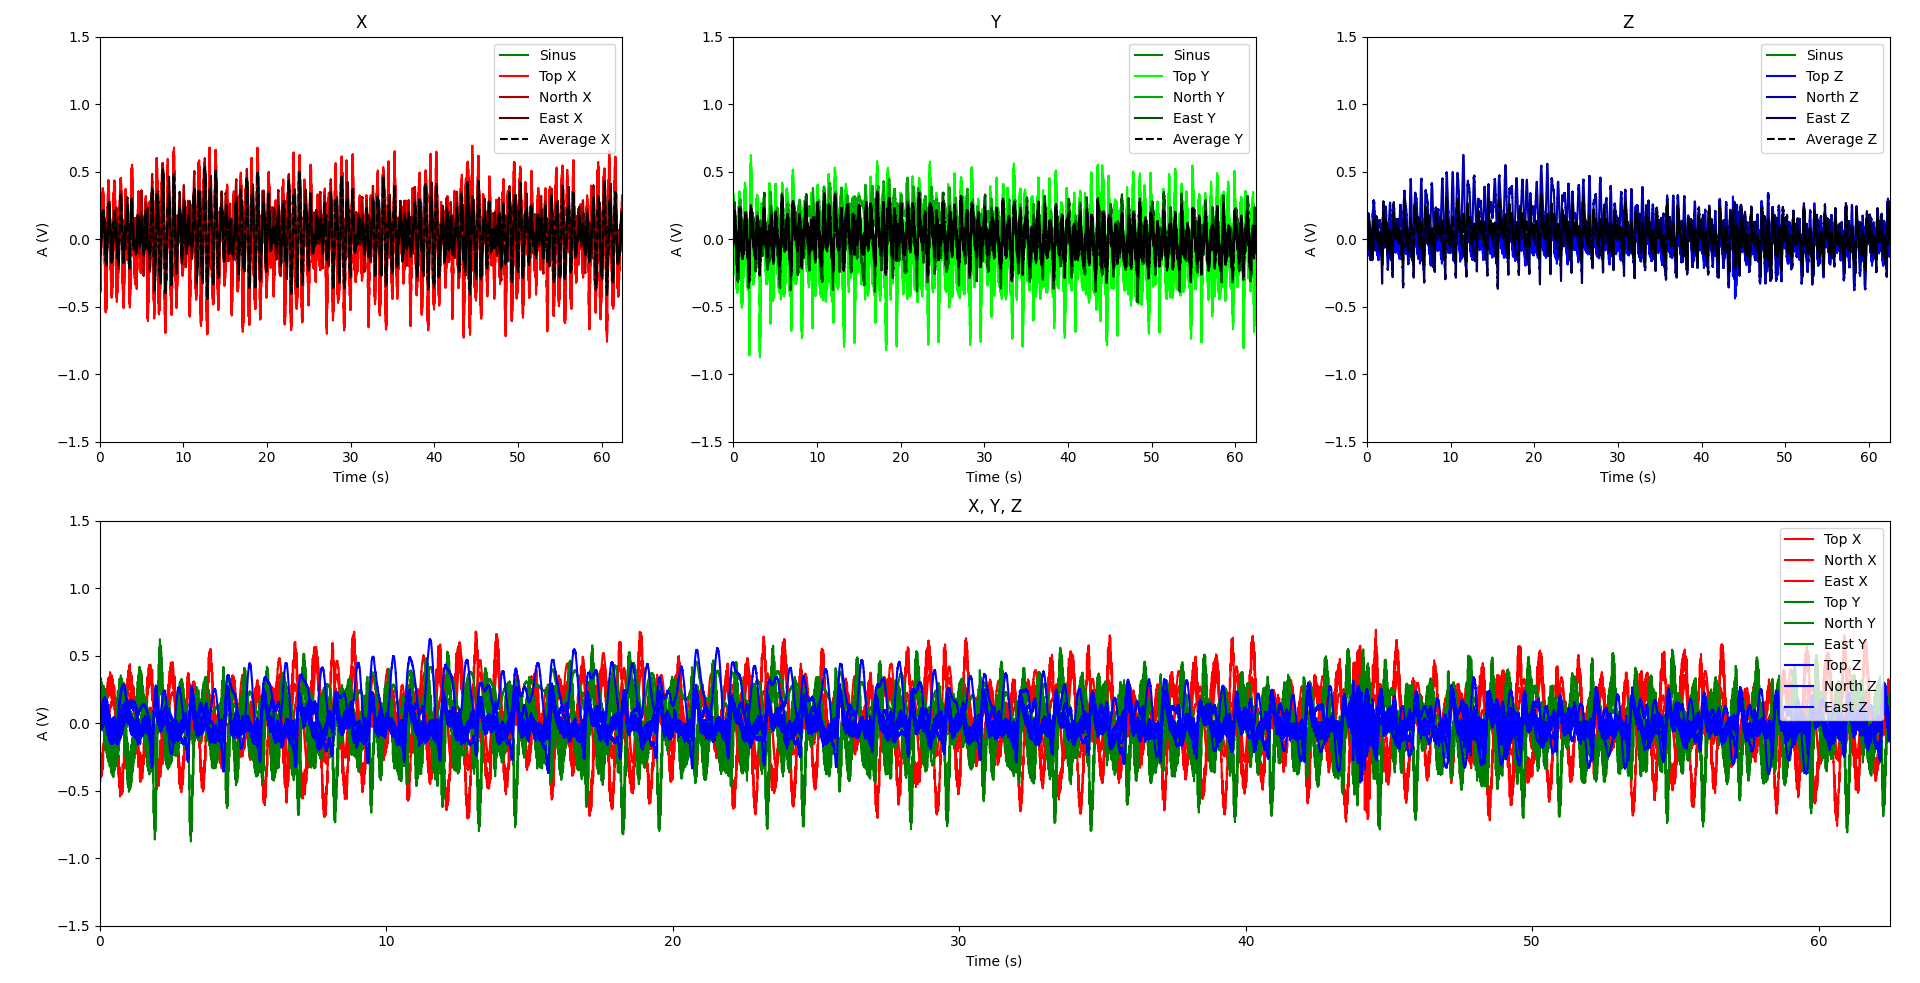 X
Y
Z
1.5
1.0
0.5
0.0
−0.5
−1.0
−1.5
A (V)
0 10 20 30 40 50 60
Time (s)
Sinus
Top X
North X
East X
Average X
1.5
1.0
0.5
0.0
−0.5
−1.0
−1.5
A (V)
0 10 20 30 40 50 60
Time (s)
Sinus
Top Y
North Y
East Y
Average Y
1.5
1.0
0.5
0.0
−0.5
−1.0
−1.5
A (V)
0 10 20 30 40 50 60
Time (s)
Sinus
Top Z
North Z
East Z
Average Z
X, Y, Z
1.5
1.0
0.5
0.0
−0.5
−1.0
−1.5
A (V)
0 10 20 30 40 50 60
Time (s)
Top X
North X
East X
Top Y
North Y
East Y
Top Z
North Z
East Z